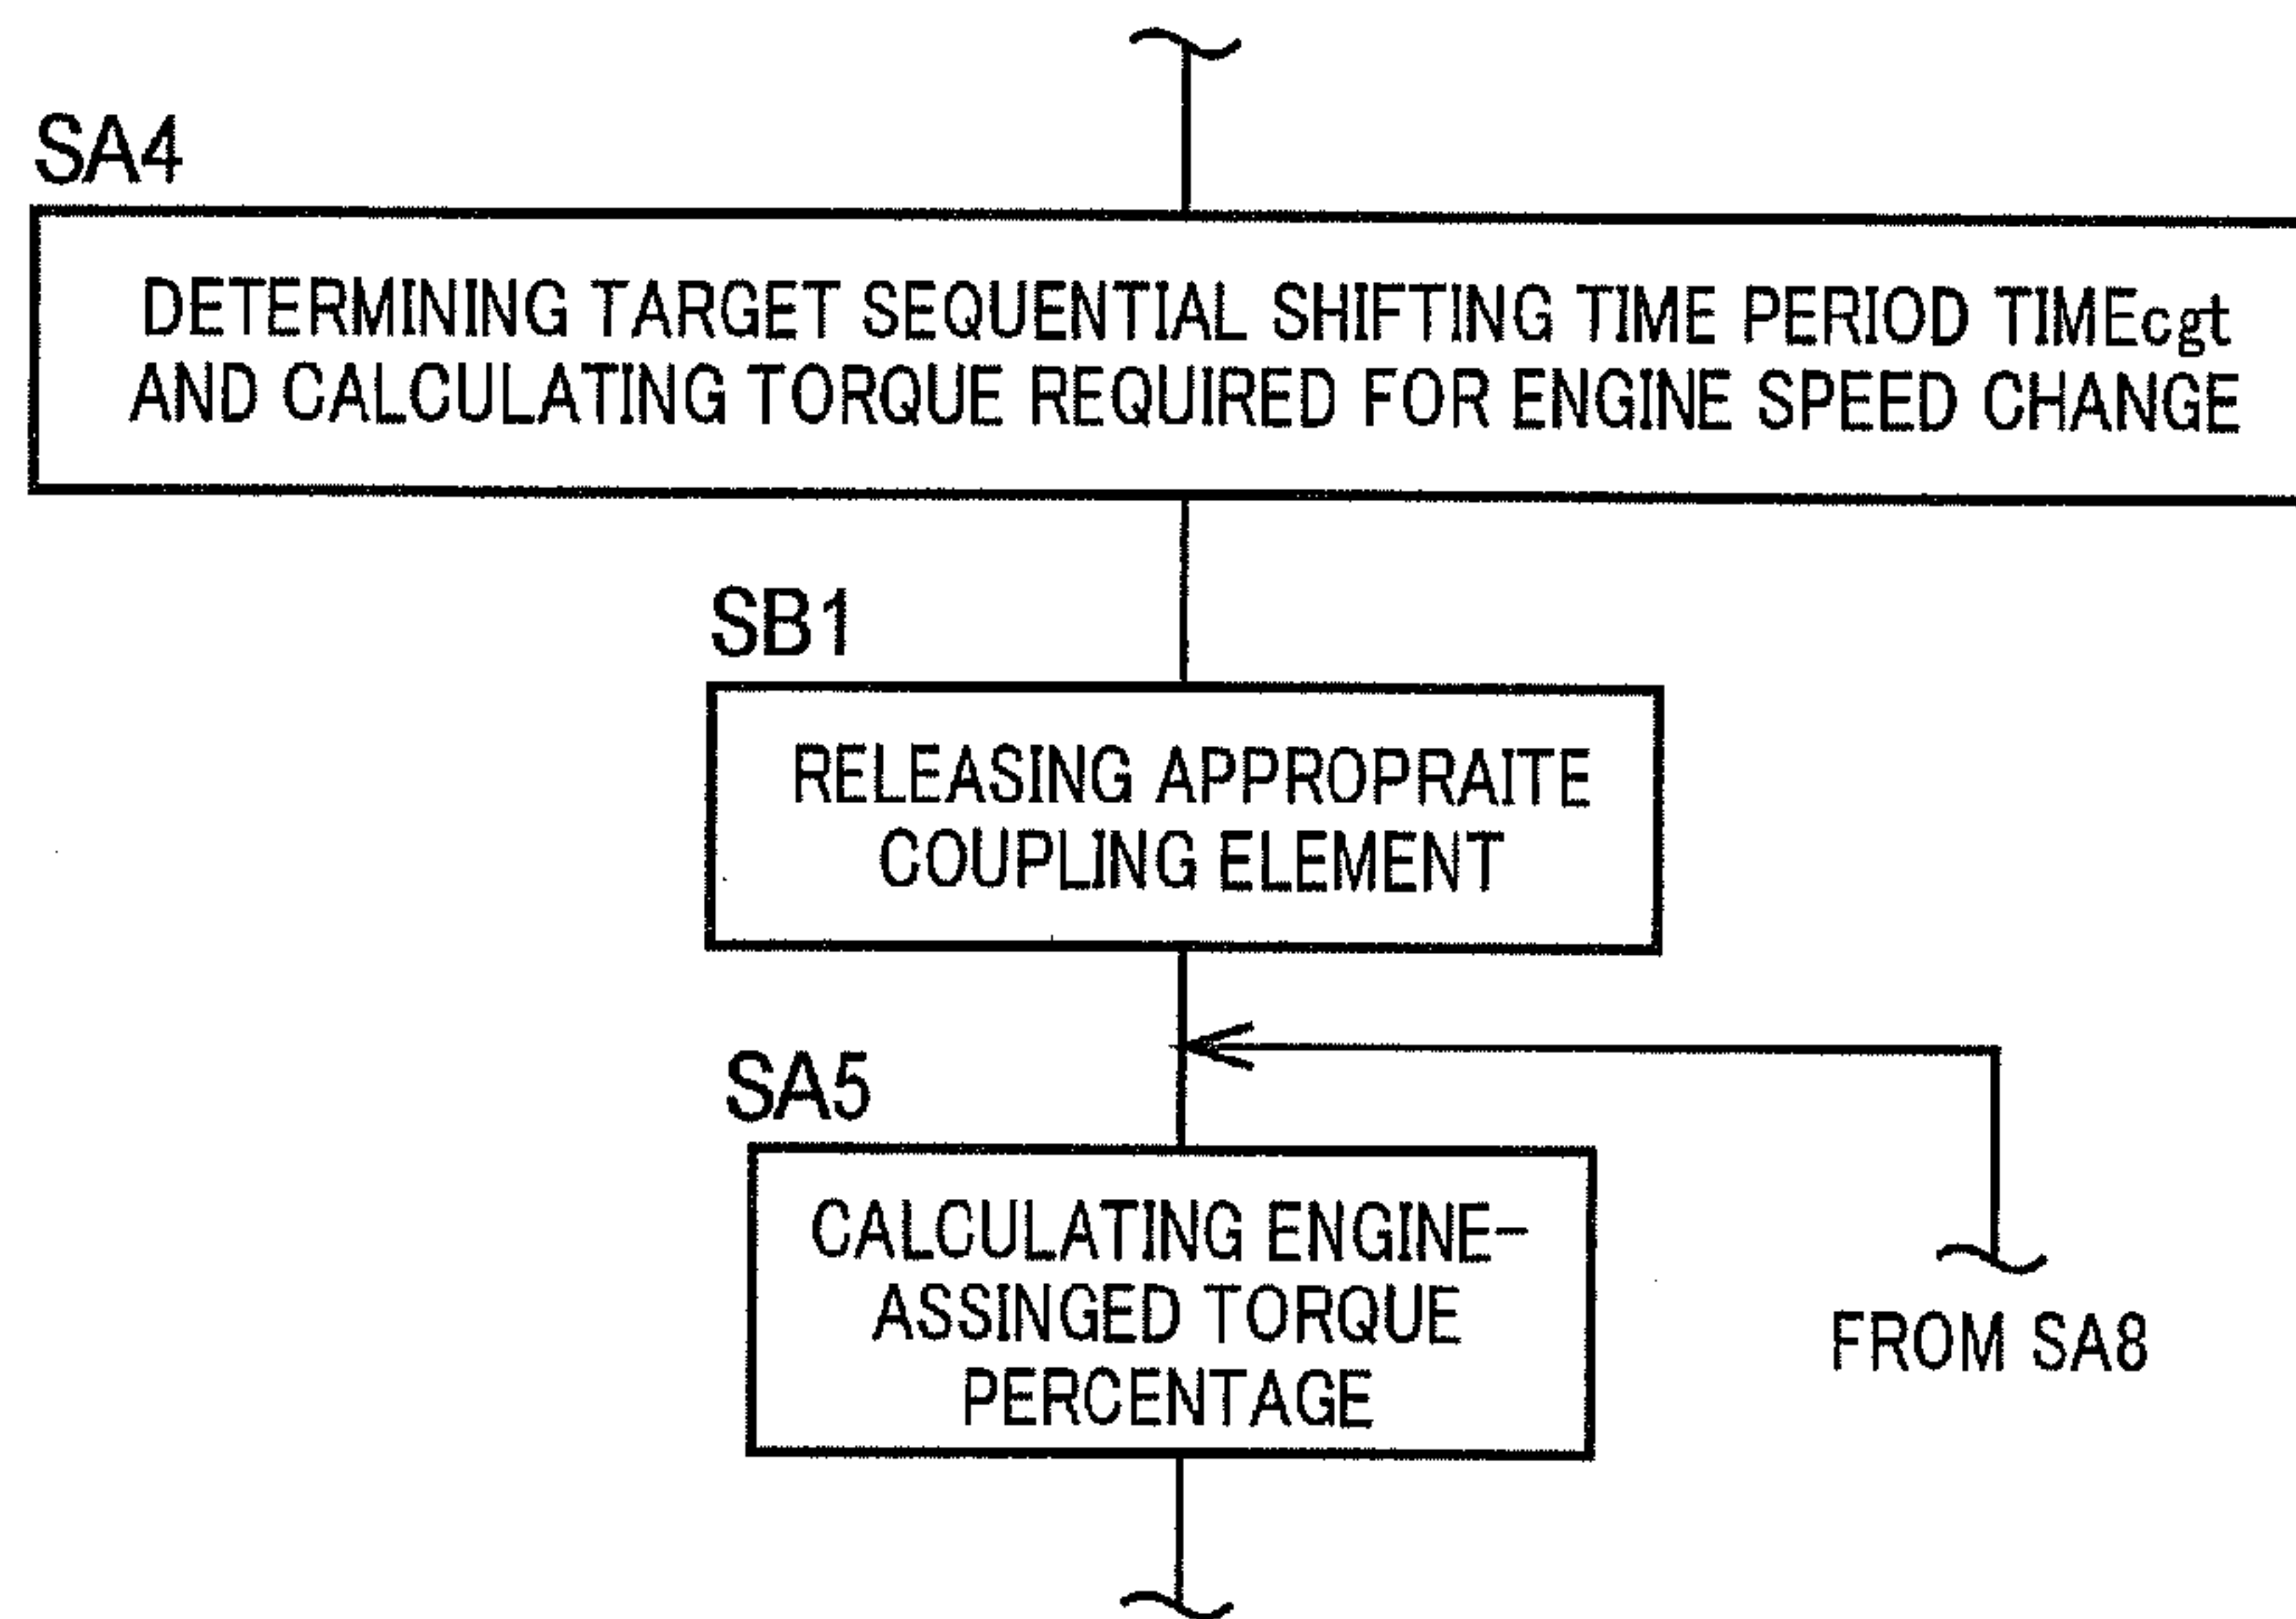 SA4
DETERMINING TARGET SEQUENTIAL SHIFTING TIME PERIOD TIMEcgt
AND CALCULATING TORQUE REQUIRED FOR ENGINE SPEED CHANGE
SB1
RELEASING APPROPRAITE
COUPLING ELEMENT
SA5
CALCULATING ENGINE-
ASSINGED TORQUE
PERCENTAGE
FROM SA8